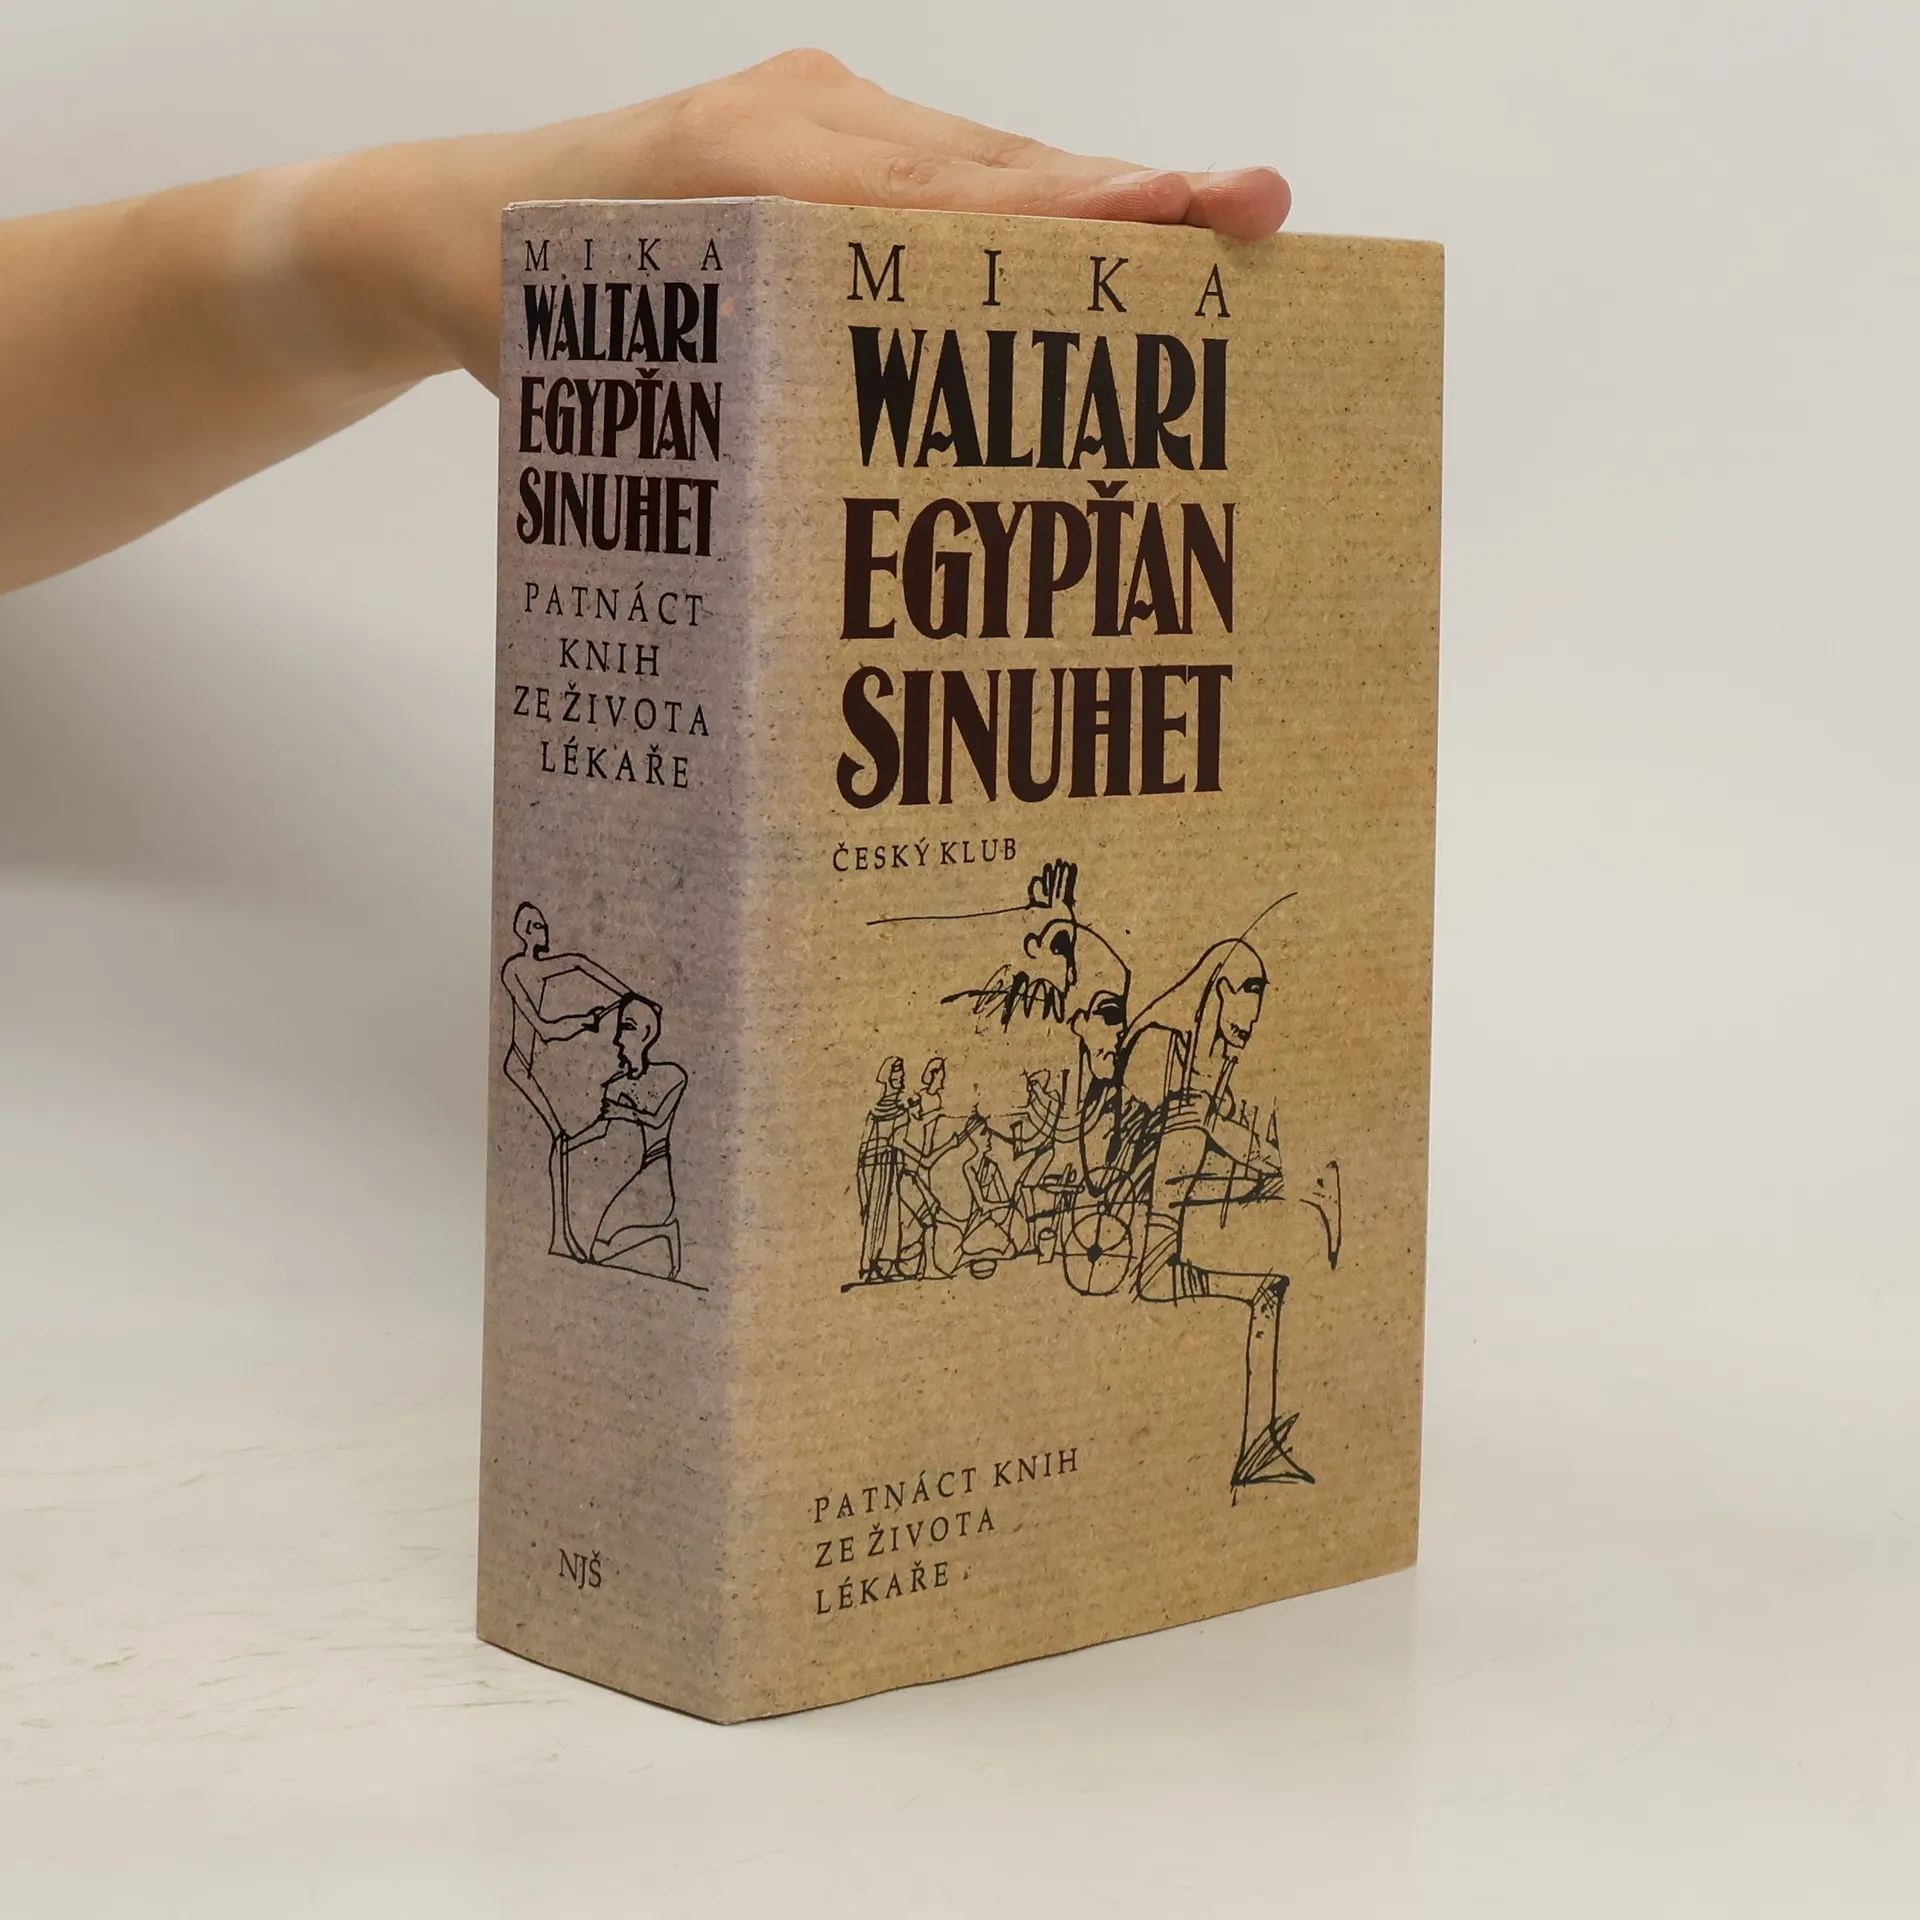 MIKA
WALTARI
EGYPŤAN
SINUHET
PATNÁCT
KNIH
ZE ŽIVOTA
LÉKAŘE
NJŠ
MIKA
WALTARI
EGYPŤAN
SINUHET
ČESKÝ KLUB
PATNÁCT KNIH
ZE ŽIVOTA
LÉKAŘE